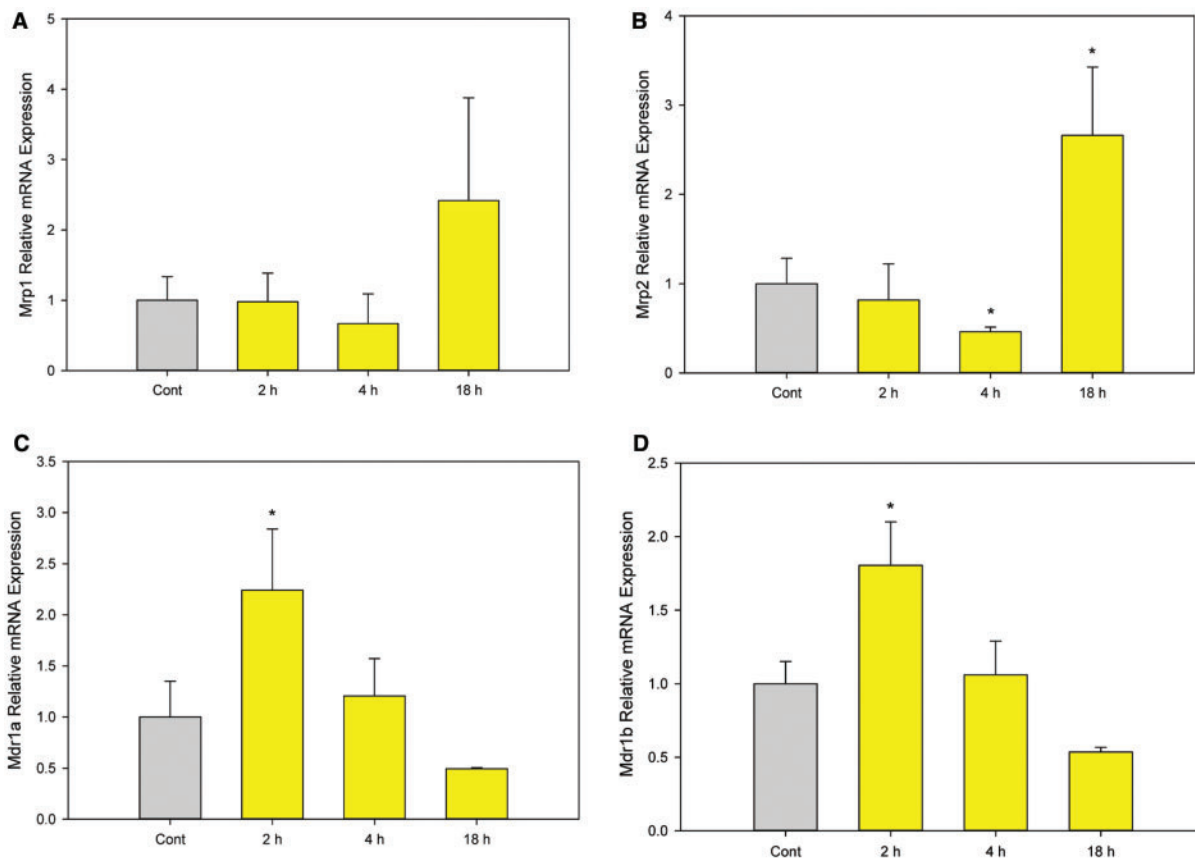 A
Mrp1 Relative mRNA Expression
5
4
3
2
1
0
Cont 2 h 4 h 18 h
B
Mrp2 Relative mRNA Expression
4
3
2
1
0
* *
Cont 2 h 4 h 18 h
C
Mdr1a Relative mRNA Expression
3.5
3.0
2.5
2.0
1.5
1.0
0.5
0.0
*
Cont 2 h 4 h 18 h
D
Mdr1b Relative mRNA Expression
2.5
2.0
1.5
1.0
0.5
0.0
*
Cont 2 h 4 h 18 h